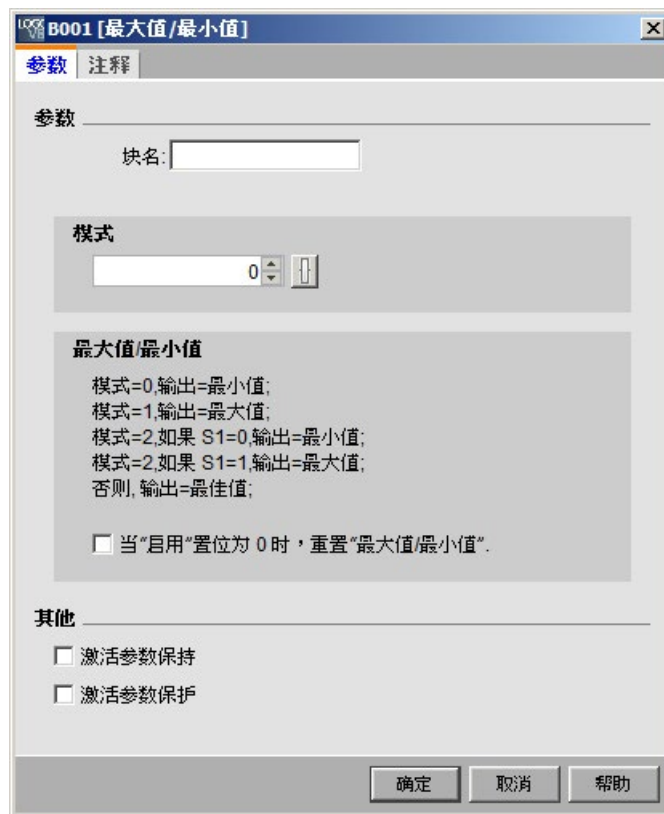 B001 [最大值/最小值]
参数 注释
参数
块名:
模式
0
最大值/最小值
模式=0,输出=最小值;
模式=1,输出=最大值;
模式=2,如果 S1=0,输出=最小值;
模式=2,如果 S1=1,输出=最大值;
否则, 输出=最佳值;
当"启用"置位为 0 时，重置"最大值/最小值".
其他
激活参数保持
激活参数保护
确定 取消 帮助